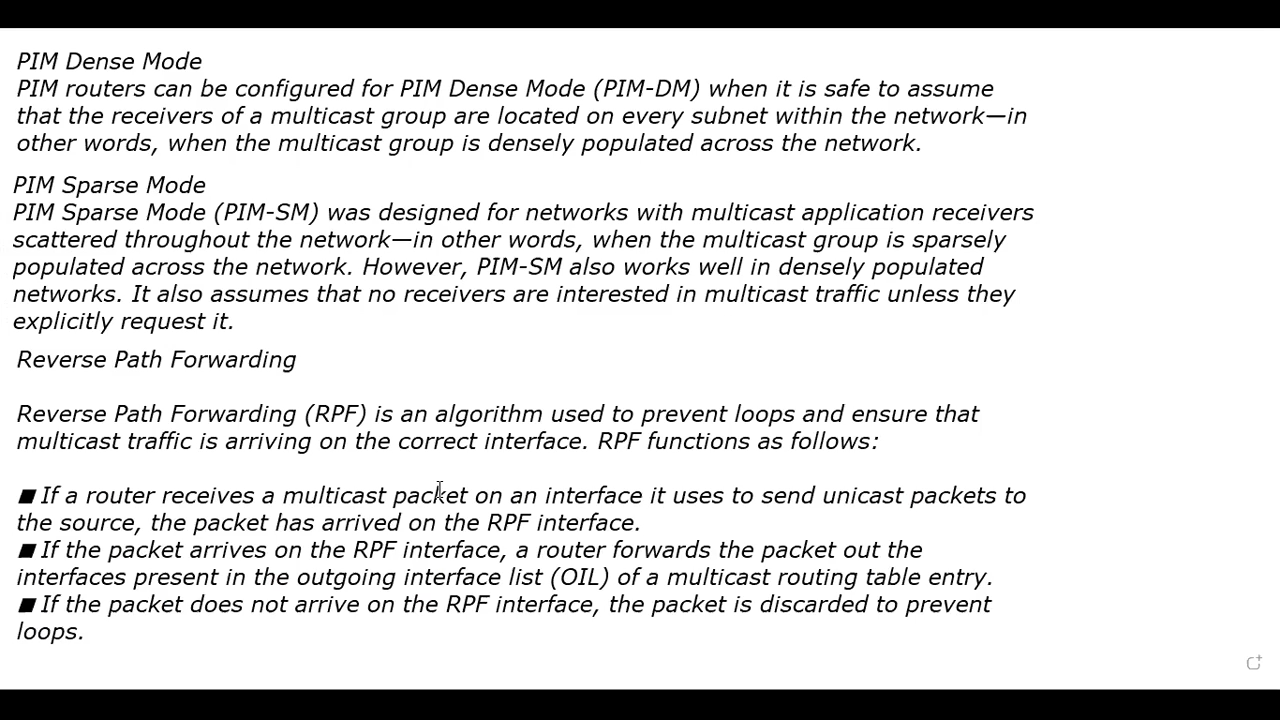 PIM Dense Mode
PIM routers can be configured for PIM Dense Mode (PIM-DM) when it is safe to assume
that the receivers of a multicast group are located on every subnet within the network—in
other words, when the multicast group is densely populated across the network.
PIM Sparse Mode
PIM Sparse Mode (PIM-SM) was designed for networks with multicast application receivers
scattered throughout the network—in other words, when the multicast group is sparsely
populated across the network. However, PIM-SM also works well in densely populated
networks. It also assumes that no receivers are interested in multicast traffic unless they
explicitly request it.
Reverse Path Forwarding
Reverse Path Forwarding (RPF) is an algorithm used to prevent loops and ensure that
multicast traffic is arriving on the correct interface. RPF functions as follows:
■ If a router receives a multicast packet on an interface it uses to send unicast packets to
the source, the packet has arrived on the RPF interface.
■ If the packet arrives on the RPF interface, a router forwards the packet out the
interfaces present in the outgoing interface list (OIL) of a multicast routing table entry.
■ If the packet does not arrive on the RPF interface, the packet is discarded to prevent
loops.